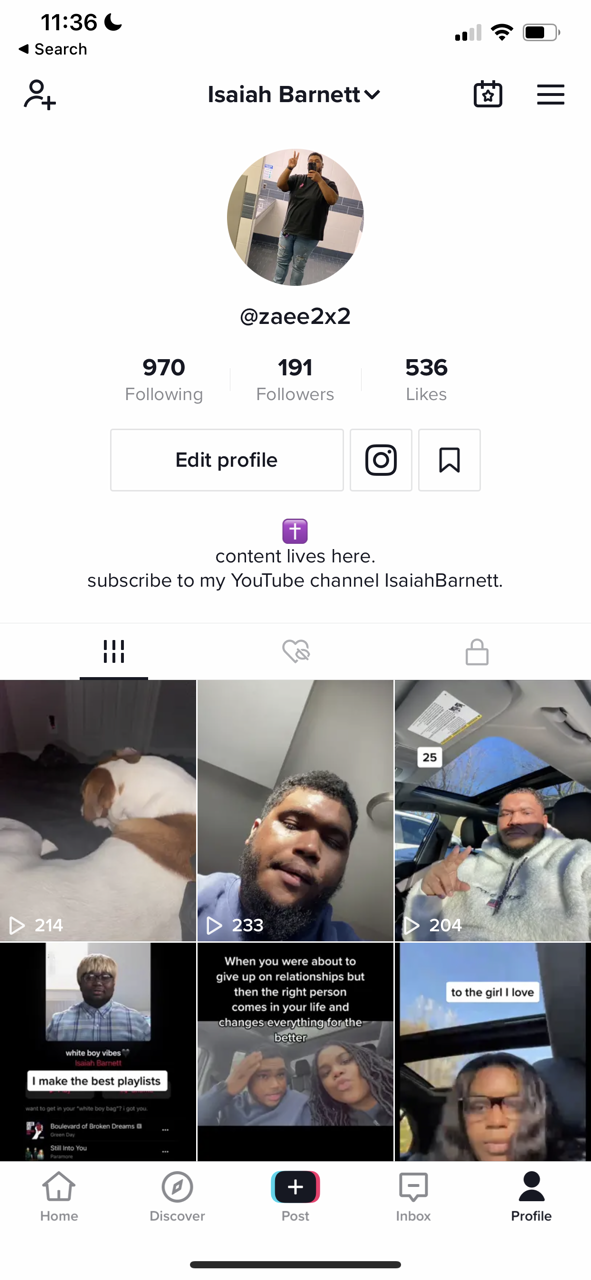 11:36
Search
Isaiah Barnett
@zaee2x2
970
Following
191
Followers
536
Likes
Edit profile
content lives here.
subscribe to my YouTube channel IsaiahBarnett.
214
233
25
204
white boy vibes🖤
Isaiah Barnett
I make the best playlists
want to get in your "white boy bag"? i got you.
Boulevard of Broken Dreams
Green Day
Still Into You
Paramore
When you were about to
give up on relationships but
then the right person
comes in your life and
changes everything for the
better
to the girl I love
Home
Discover
Post
Inbox
Profile